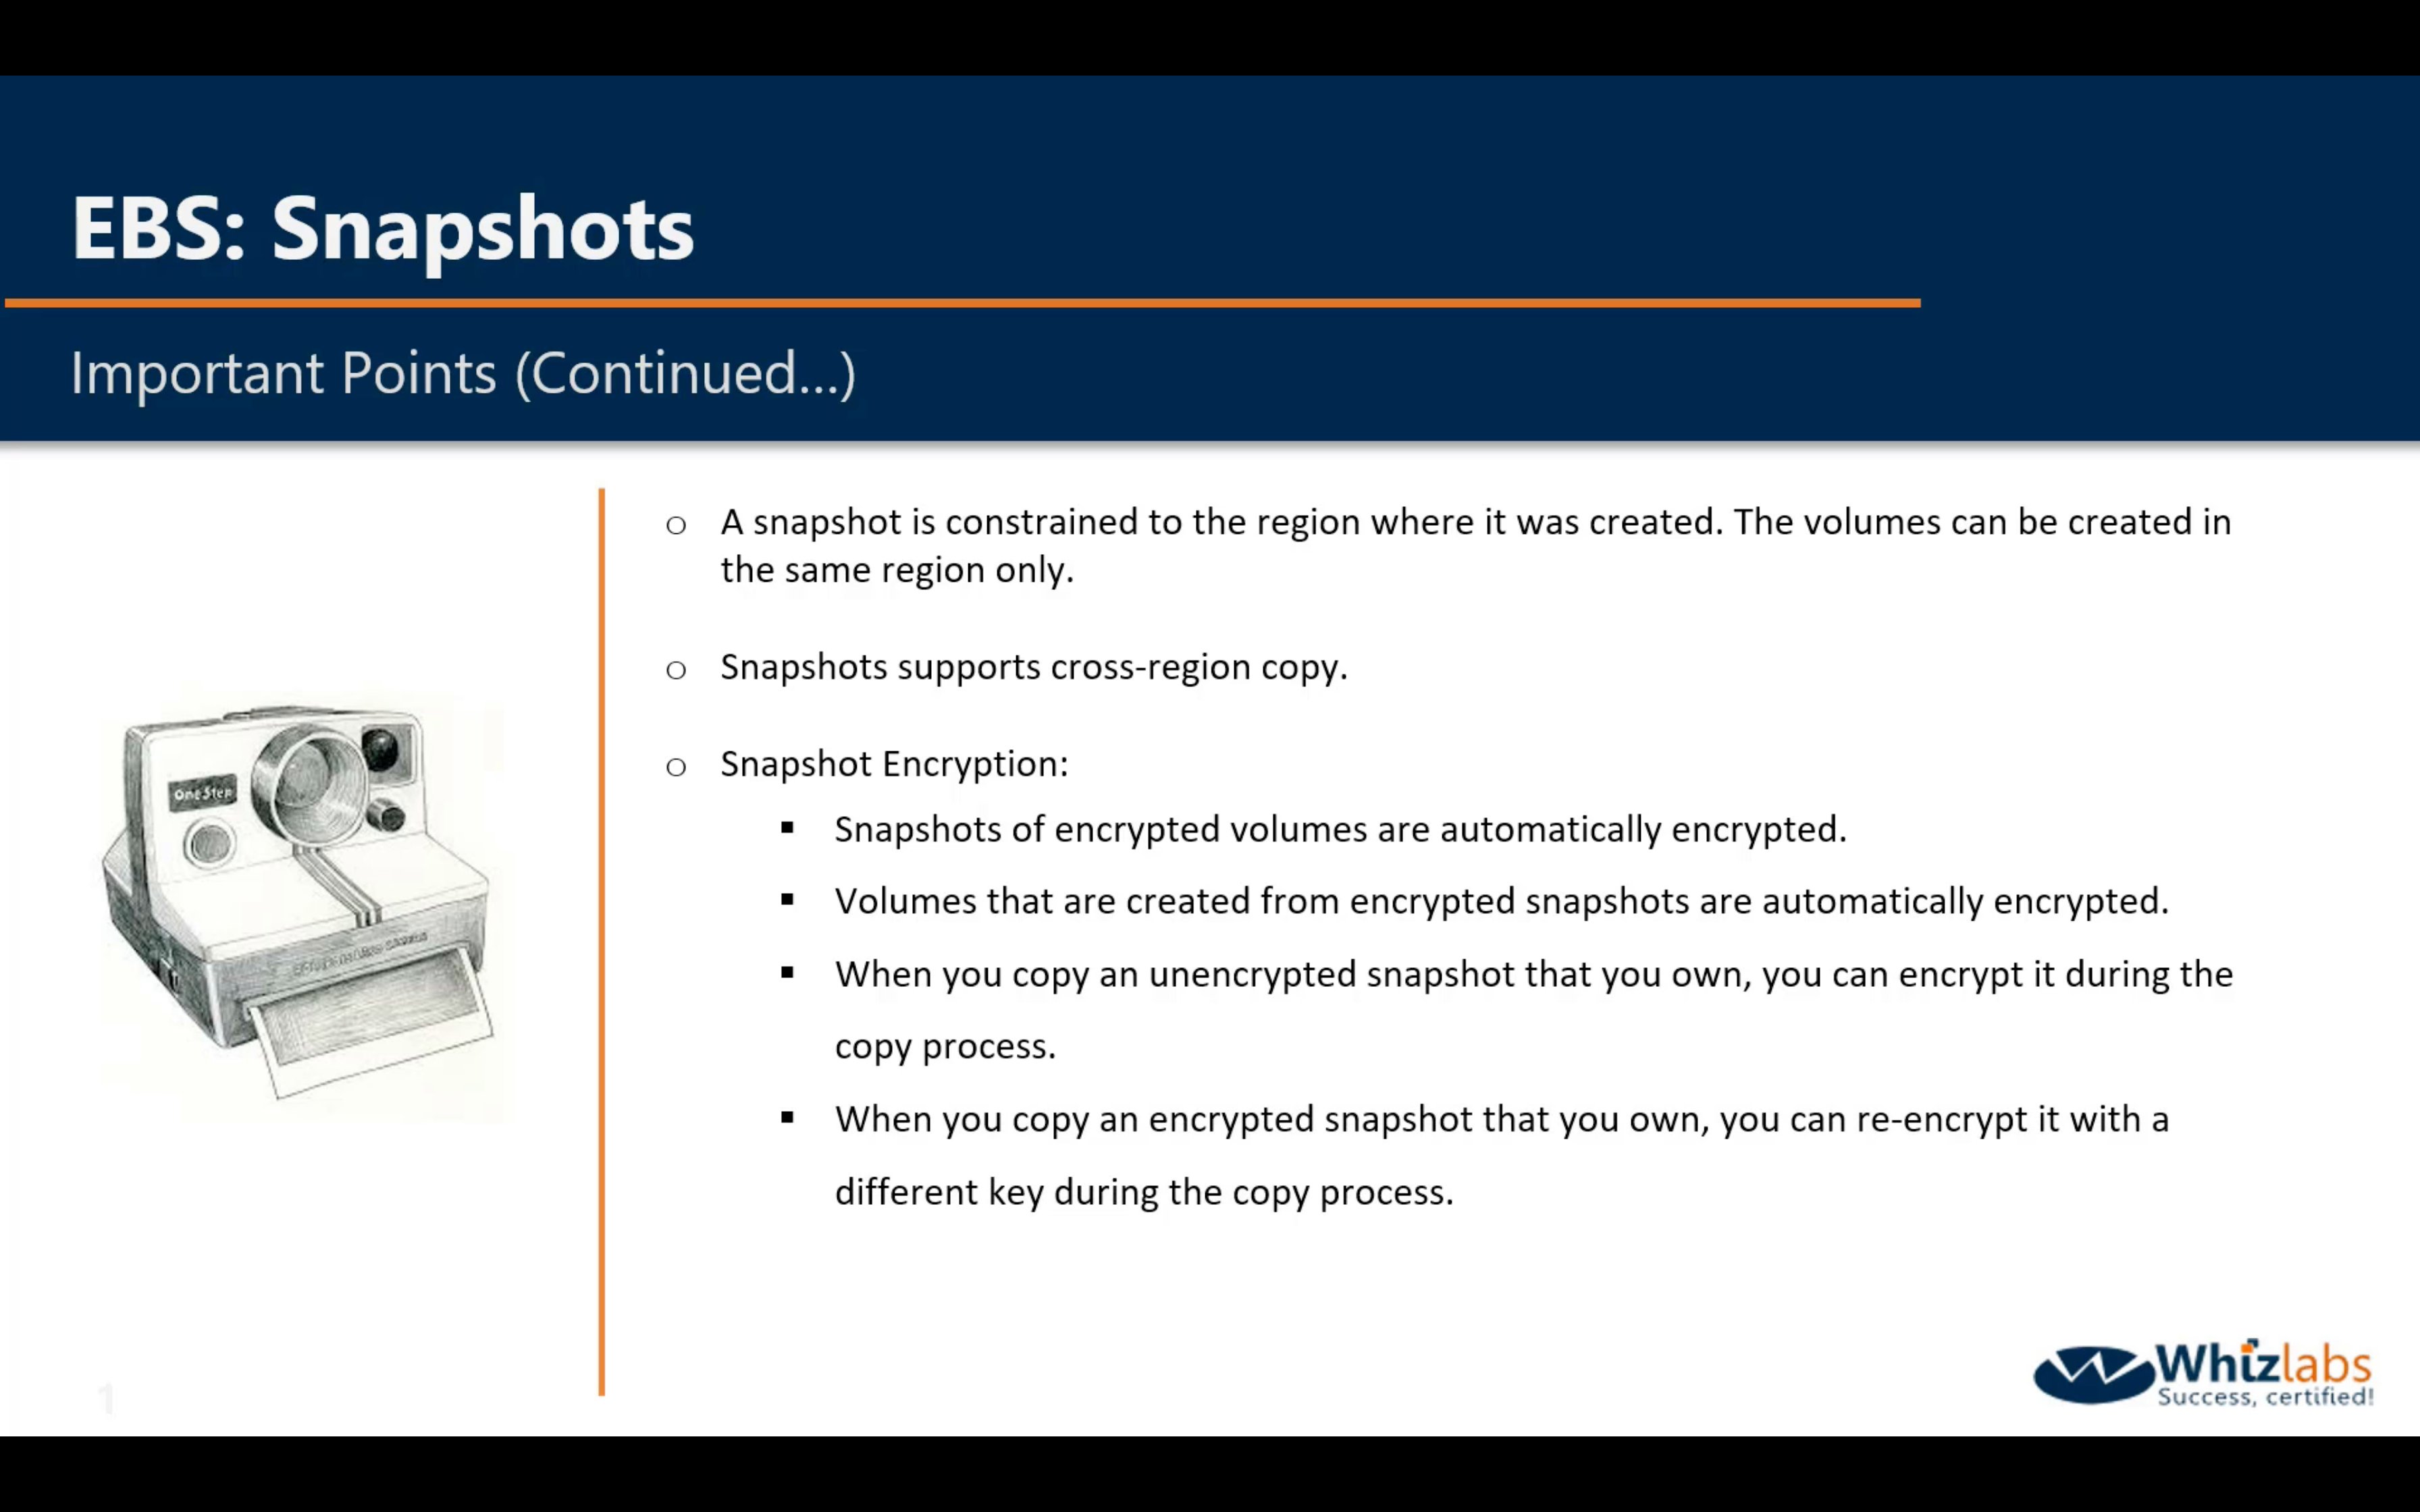 EBS: Snapshots
Important Points (Continued...)
o A snapshot is constrained to the region where it was created. The volumes can be created in
the same region only.
o Snapshots supports cross-region copy.
o Snapshot Encryption:
▪ Snapshots of encrypted volumes are automatically encrypted.
▪ Volumes that are created from encrypted snapshots are automatically encrypted.
▪ When you copy an unencrypted snapshot that you own, you can encrypt it during the
copy process.
▪ When you copy an encrypted snapshot that you own, you can re-encrypt it with a
different key during the copy process.
OneStep
1
Whizlabs
Success, certified!